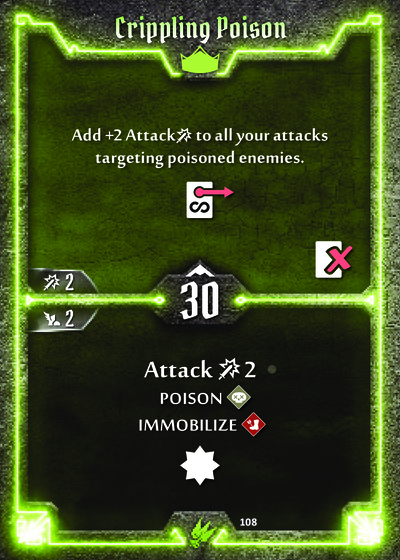 Crippling Poison
Add +2 Attack to all your attacks
targeting poisoned enemies.
2
30
2
Attack 2
POISON
IMMOBILIZE
108